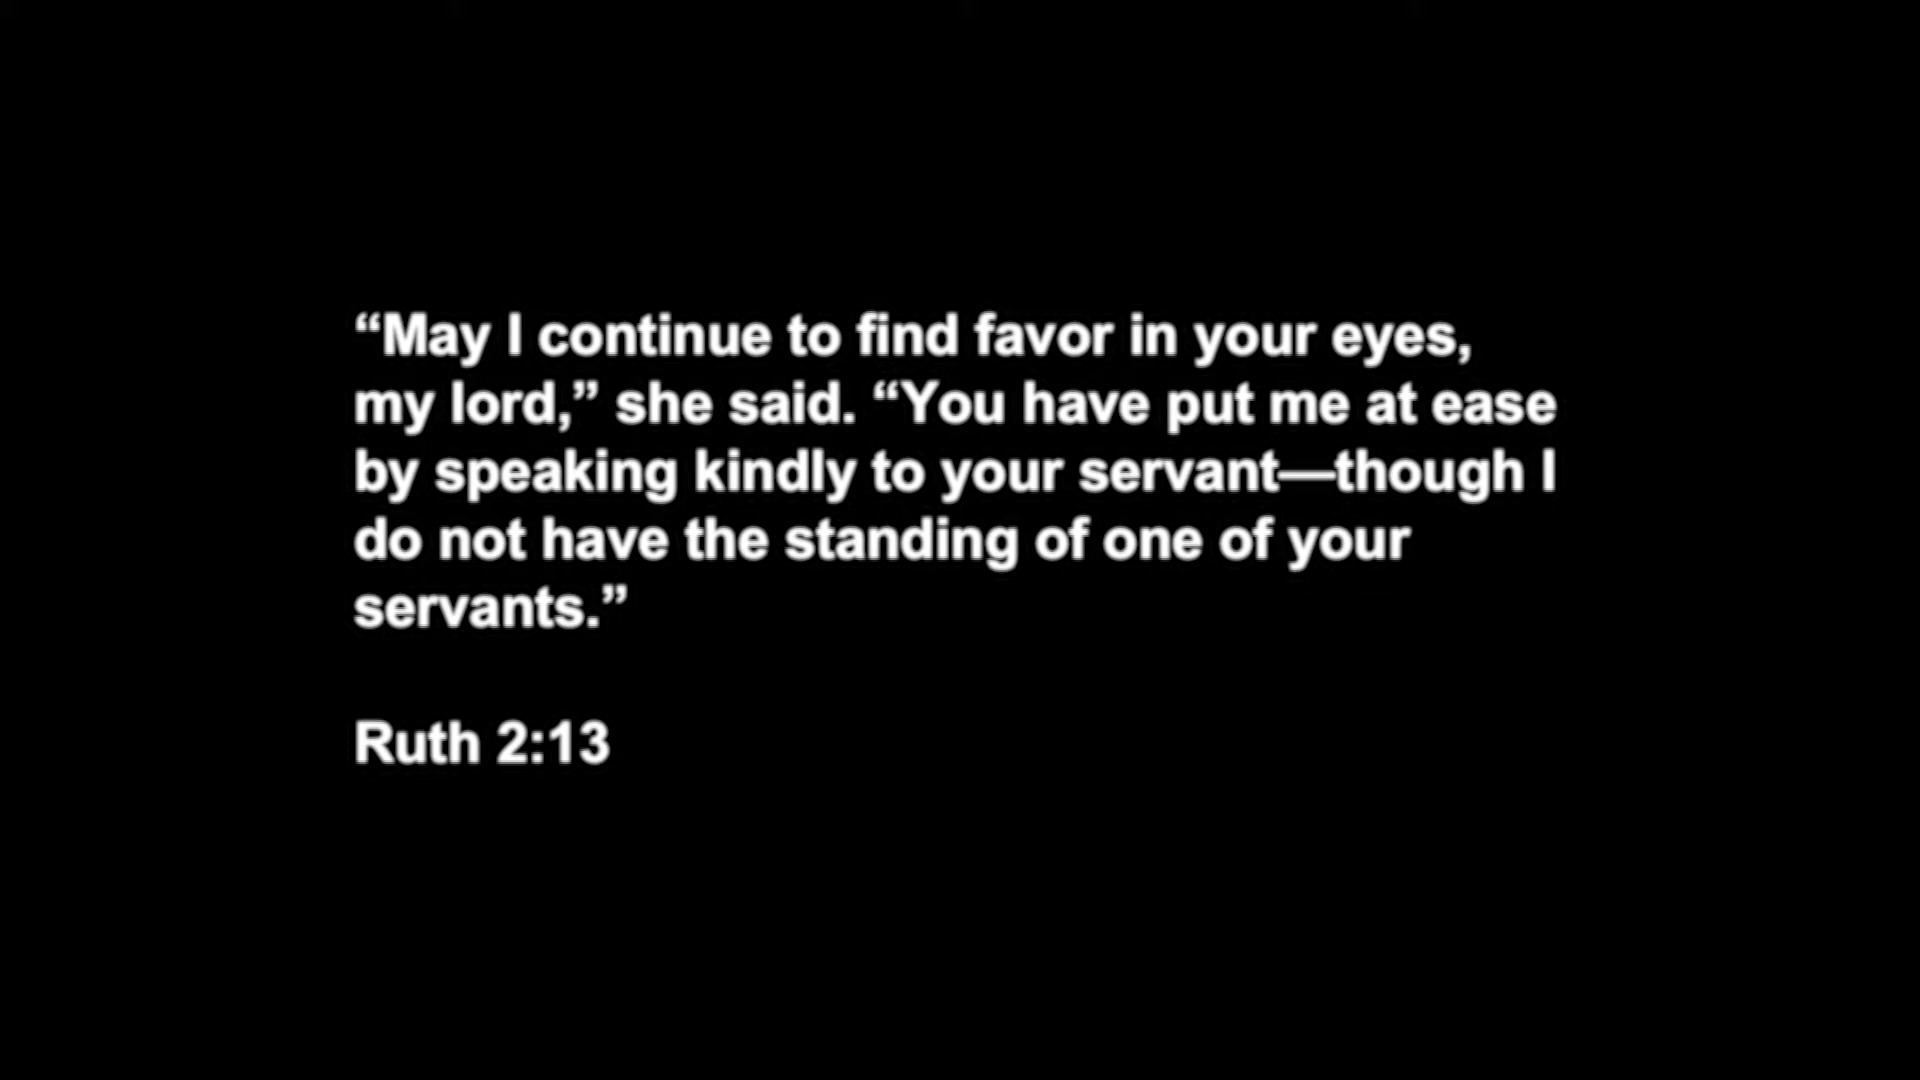 “May I continue to find favor in your eyes,
my lord,” she said. “You have put me at ease
by speaking kindly to your servant—though I
do not have the standing of one of your
servants.”
Ruth 2:13